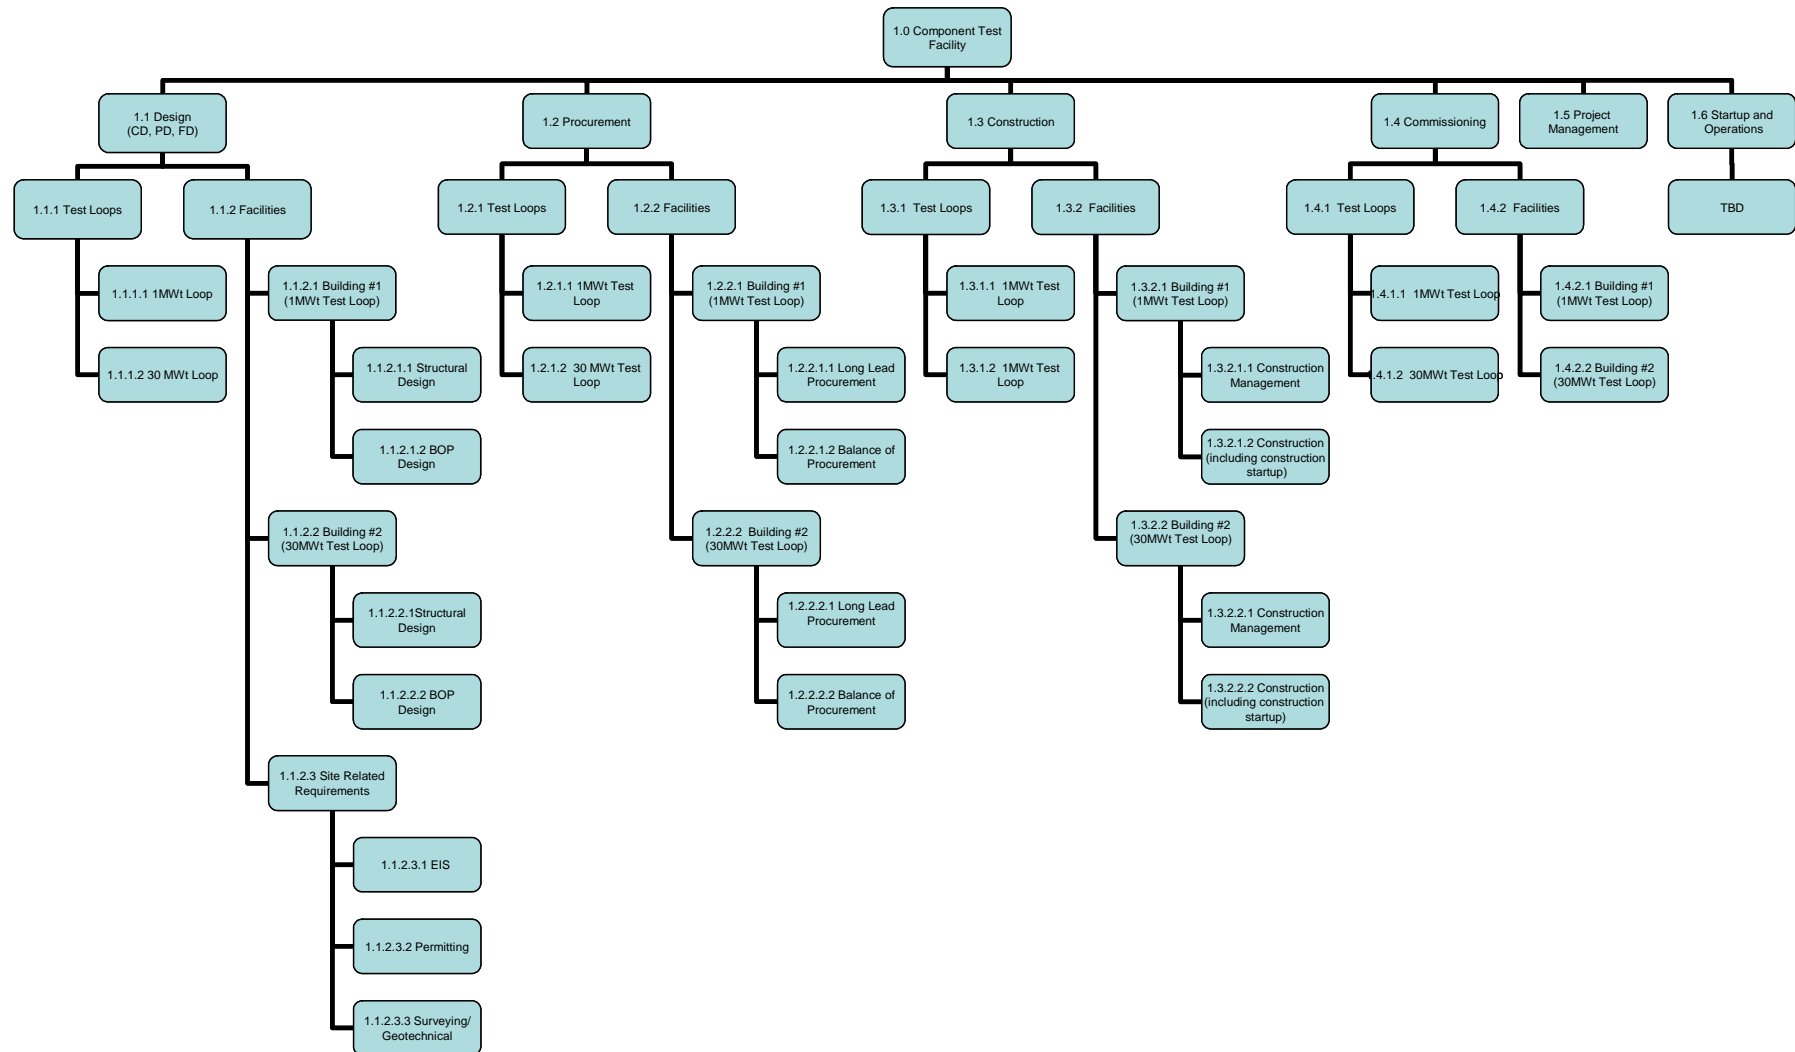 1.0 Component Test
Facility
1.1 Design
(CD, PD, FD)
1.2 Procurement
1.3 Construction
1.4 Commissioning
1.5 Project
Management
1.6 Startup and
Operations
1.1.1 Test Loops
1.1.2 Facilities
1.2.1 Test Loops
1.2.2 Facilities
1.3.1 Test Loops
1.3.2 Facilities
1.4.1 Test Loops
1.4.2 Facilities
TBD
1.1.1.1 1MWt Loop
1.1.2.1 Building #1
(1MWt Test Loop)
1.2.1.1 1MWt Test
Loop
1.2.2.1 Building #1
(1MWt Test Loop)
1.3.1.1 1MWt Test
Loop
1.3.2.1 Building #1
(1MWt Test Loop)
1.4.1.1 1MWt Test Loop
1.4.2.1 Building #1
(1MWt Test Loop)
1.1.1.2 30 MWt Loop
1.1.2.1.1 Structural
Design
1.2.1.2 30 MWt Test
Loop
1.2.2.1.1 Long Lead
Procurement
1.3.1.2 1MWt Test
Loop
1.3.2.1.1 Construction
Management
1.4.1.2 30MWt Test Loop
1.4.2.2 Building #2
(30MWt Test Loop)
1.1.2.1.2 BOP
Design
1.2.2.1.2 Balance of
Procurement
1.3.2.1.2 Construction
(including construction
startup)
1.1.2.2 Building #2
(30MWt Test Loop)
1.2.2.2 Building #2
(30MWt Test Loop)
1.3.2.2 Building #2
(30MWt Test Loop)
1.1.2.2.1Structural
Design
1.2.2.2.1 Long Lead
Procurement
1.3.2.2.1 Construction
Management
1.1.2.2.2 BOP
Design
1.2.2.2.2 Balance of
Procurement
1.3.2.2.2 Construction
(including construction
startup)
1.1.2.3 Site Related
Requirements
1.1.2.3.1 EIS
1.1.2.3.2 Permitting
1.1.2.3.3 Surveying/
Geotechnical